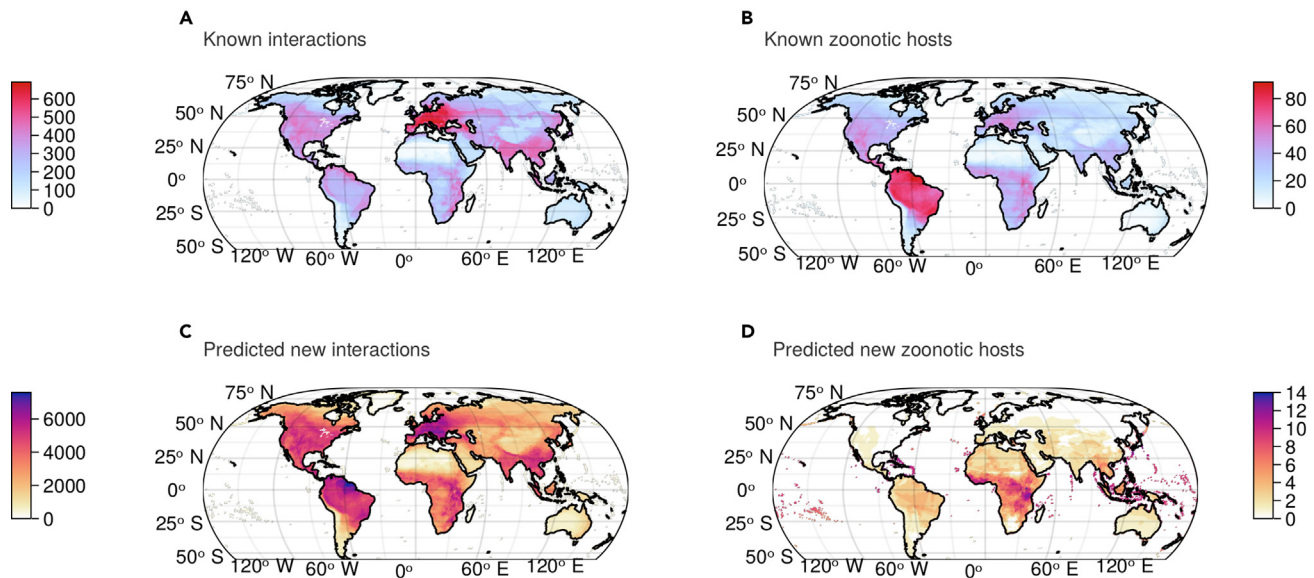 A
Known interactions
600
500
400
300
200
100
0
75° N
50° N
25° N
0°
25° S
50° S
120° W 60° W 0° 60° E 120° E
B
Known zoonotic hosts
75° N
50° N
25° N
0°
25° S
50° S
120° W 60° W 0° 60° E 120° E
80
60
40
20
0
C
Predicted new interactions
6000
4000
2000
0
75° N
50° N
25° N
0°
25° S
50° S
120° W 60° W 0° 60° E 120° E
D
Predicted new zoonotic hosts
75° N
50° N
25° N
0°
25° S
50° S
120° W 60° W 0° 60° E 120° E
14
12
10
8
6
4
2
0